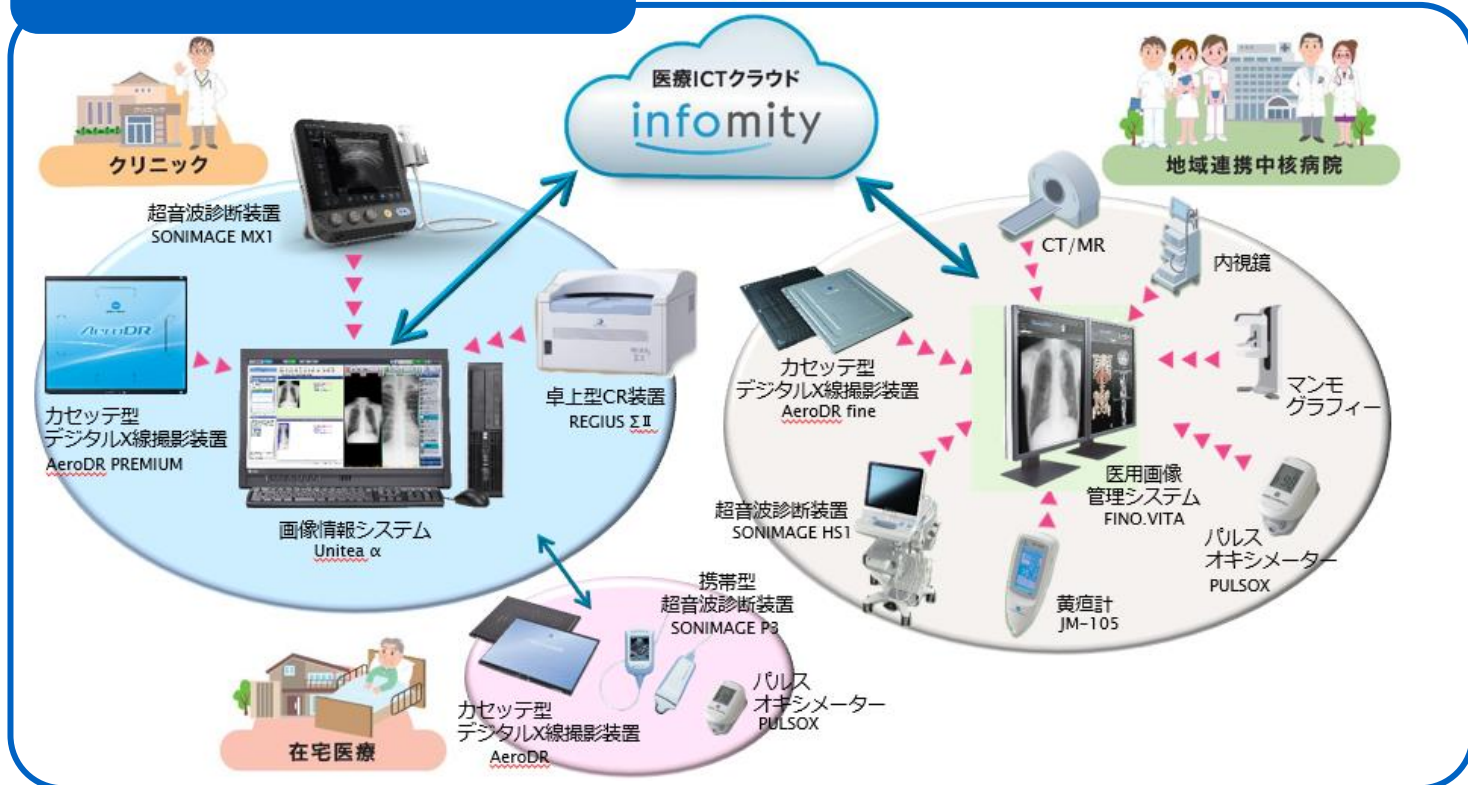 医療ICTクラウド
infomity
クリニック
地域連携中核病院
超音波診断装置
SONIMAGE MX1
AeroDR
カセッテ型
デジタルX線撮影装置
AeroDR PREMIUM
卓上型CR装置
REGIUS ΣⅡ
画像情報システム
Unitea α
CT/MR
内視鏡
カセッテ型
デジタルX線撮影装置
AeroDR fine
マンモ
グラフィー
医用画像
管理システム
FINO.VITA
超音波診断装置
SONIMAGE HS1
パルス
オキシメーター
PULSOX
黄疸計
JM-105
携帯型
超音波診断装置
SONIMAGE P3
パルス
オキシメーター
PULSOX
カセッテ型
デジタルX線撮影装置
AeroDR
在宅医療